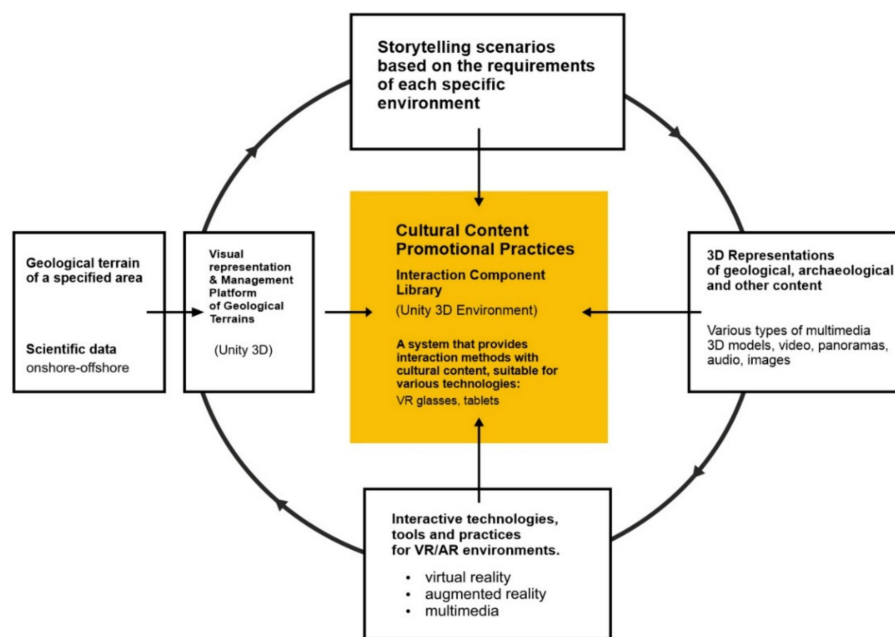 Storytelling scenarios
based on the requirements
of each specific
environment
Geological terrain
of a specified area
Scientific data
onshore-offshore
Visual
representation
& Management
Platform
of Geological
Terrains
(Unity 3D)
Cultural Content
Promotional Practices
Interaction Component
Library
(Unity 3D Environment)
A system that provides
interaction methods with
cultural content, suitable for
various technologies:
VR glasses, tablets
3D Representations
of geological, archaeological
and other content
Various types of multimedia
3D models, video, panoramas,
audio, images
Interactive technologies,
tools and practices
for VR/AR environments.
• virtual reality
• augmented reality
• multimedia